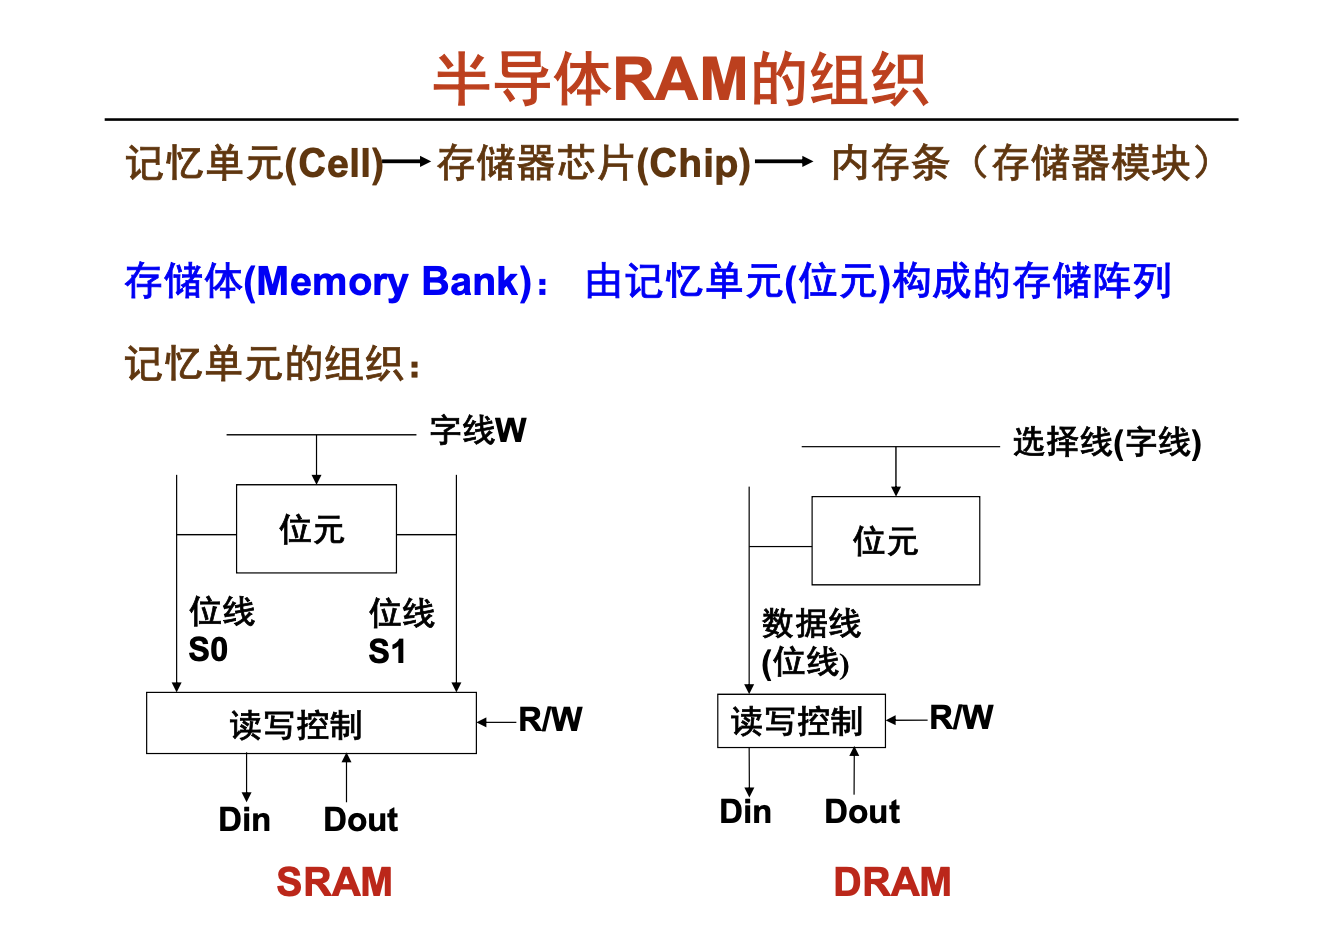 半导体RAM的组织
记忆单元(Cell) 存储器芯片(Chip) 内存条（存储器模块）
存储体(Memory Bank)： 由记忆单元(位元)构成的存储阵列
记忆单元的组织：
字线W
位元
位线
S0
位线
S1
读写控制
R/W
Din
Dout
SRAM
选择线(字线)
位元
数据线
(位线)
读写控制
R/W
Din
Dout
DRAM